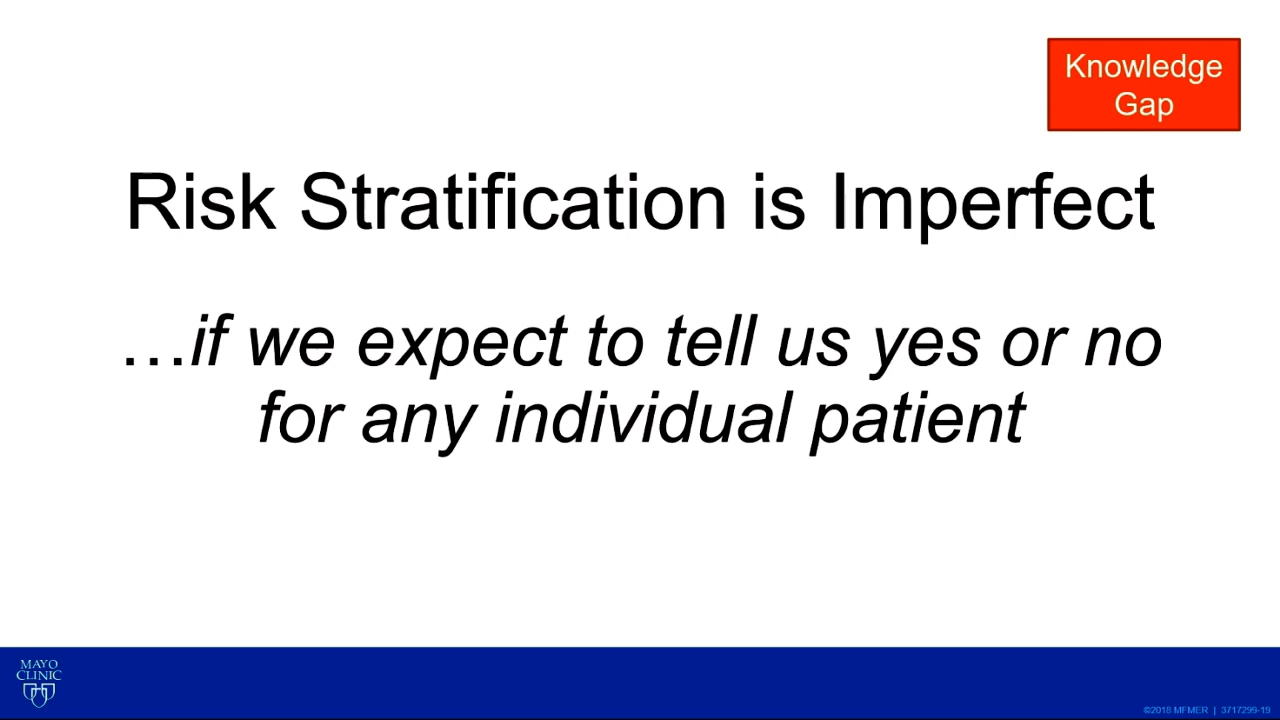 Knowledge
Gap
Risk Stratification is Imperfect
…if we expect to tell us yes or no
for any individual patient
MAYO
CLINIC
©2018 MFMER | 3717299-19